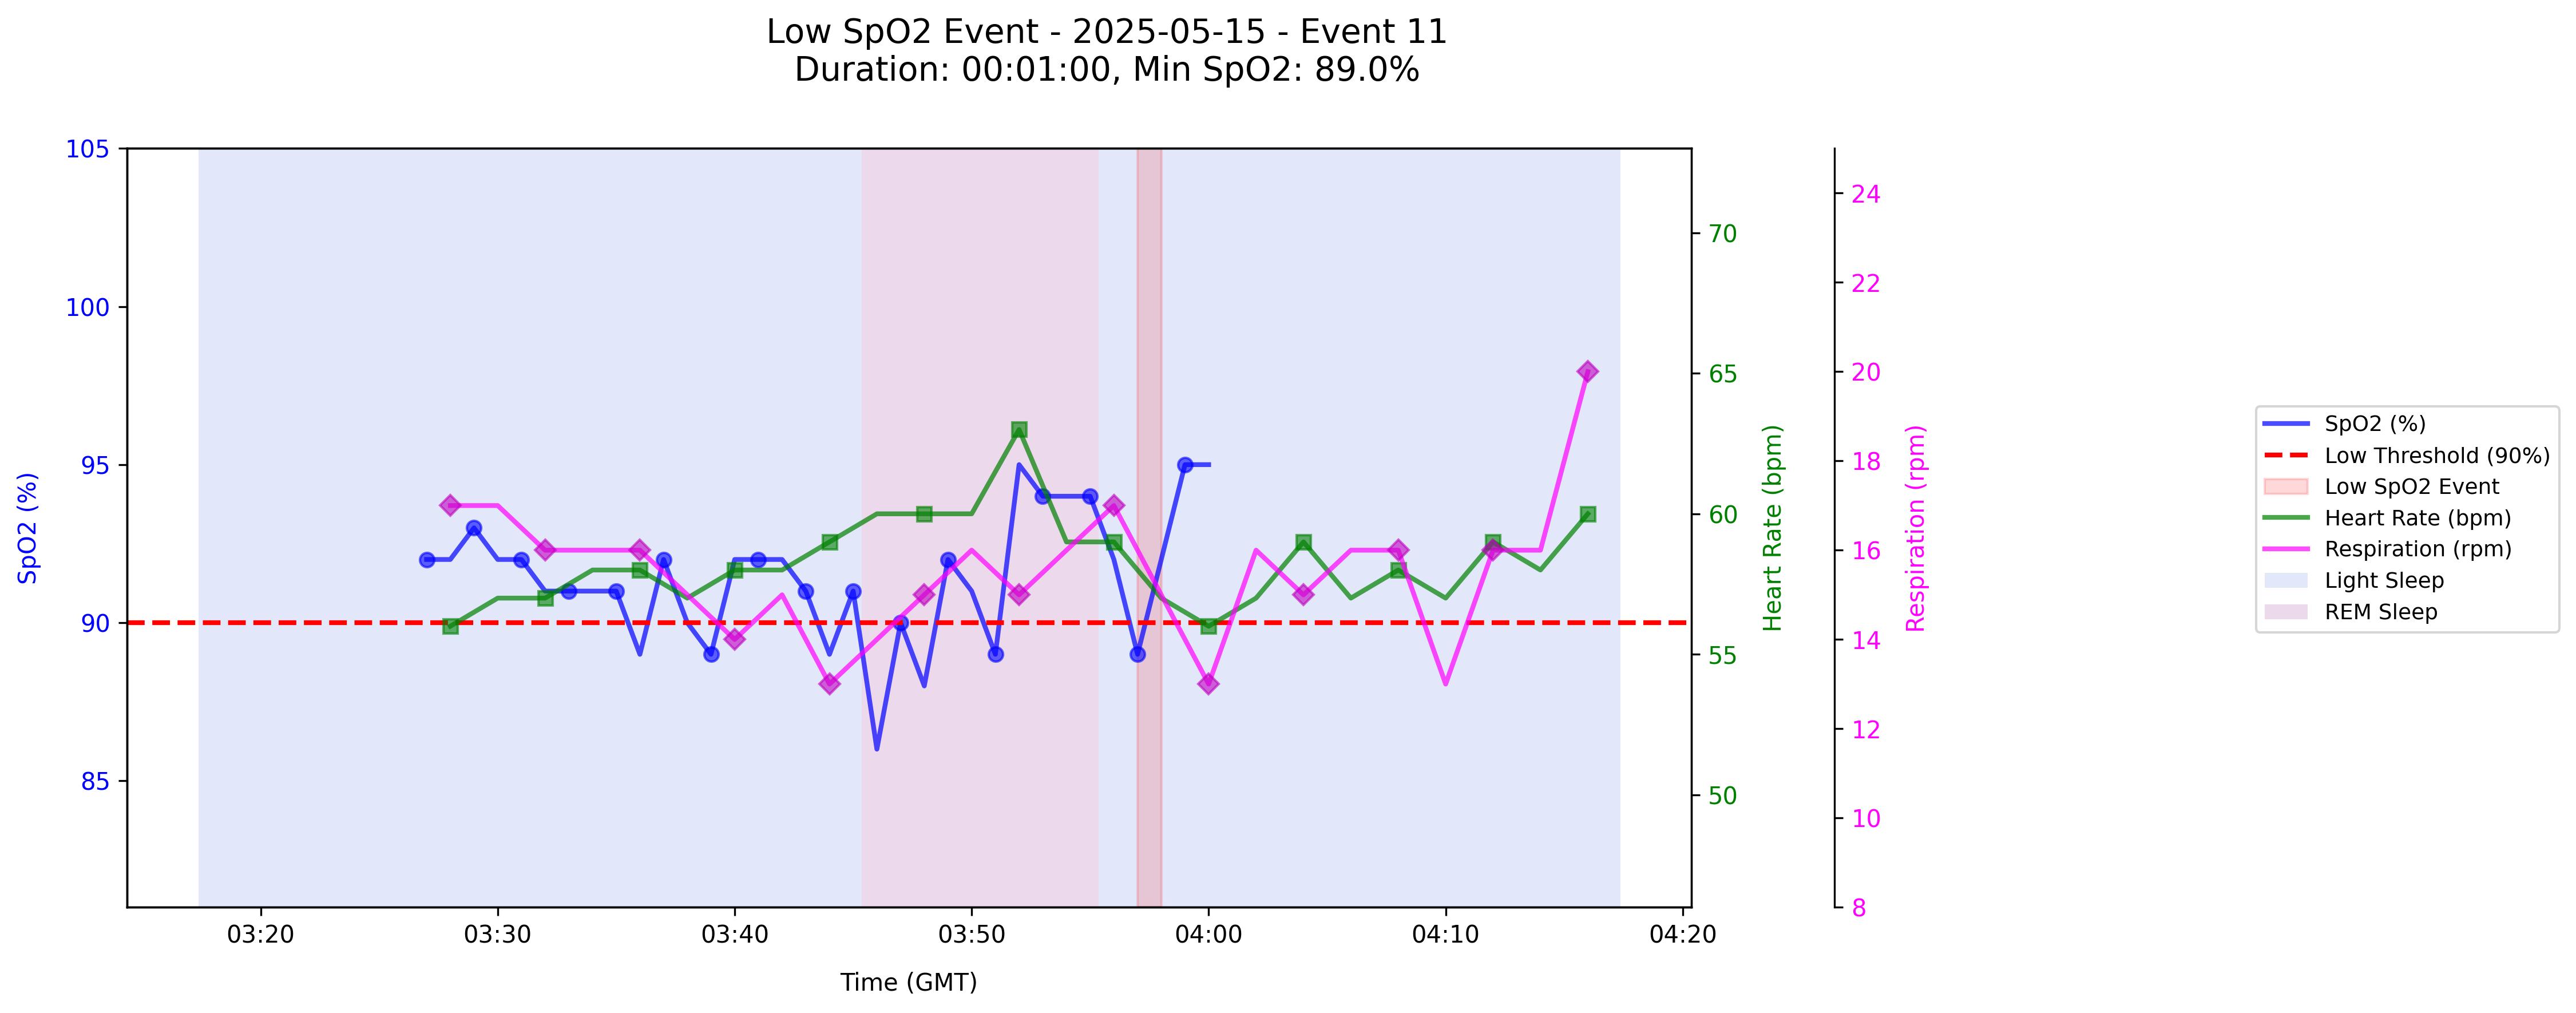 Low SpO2 Event - 2025-05-15 - Event 11
Duration: 00:01:00, Min SpO2: 89.0%
105
100
95
90
85
SpO2 (%)
70
65
60
55
50
Heart Rate (bpm)
24
22
20
18
16
14
12
10
8
Respiration (rpm)
SpO2 (%)
Low Threshold (90%)
Low SpO2 Event
Heart Rate (bpm)
Respiration (rpm)
Light Sleep
REM Sleep
03:20
03:30
03:40
03:50
04:00
04:10
04:20
Time (GMT)